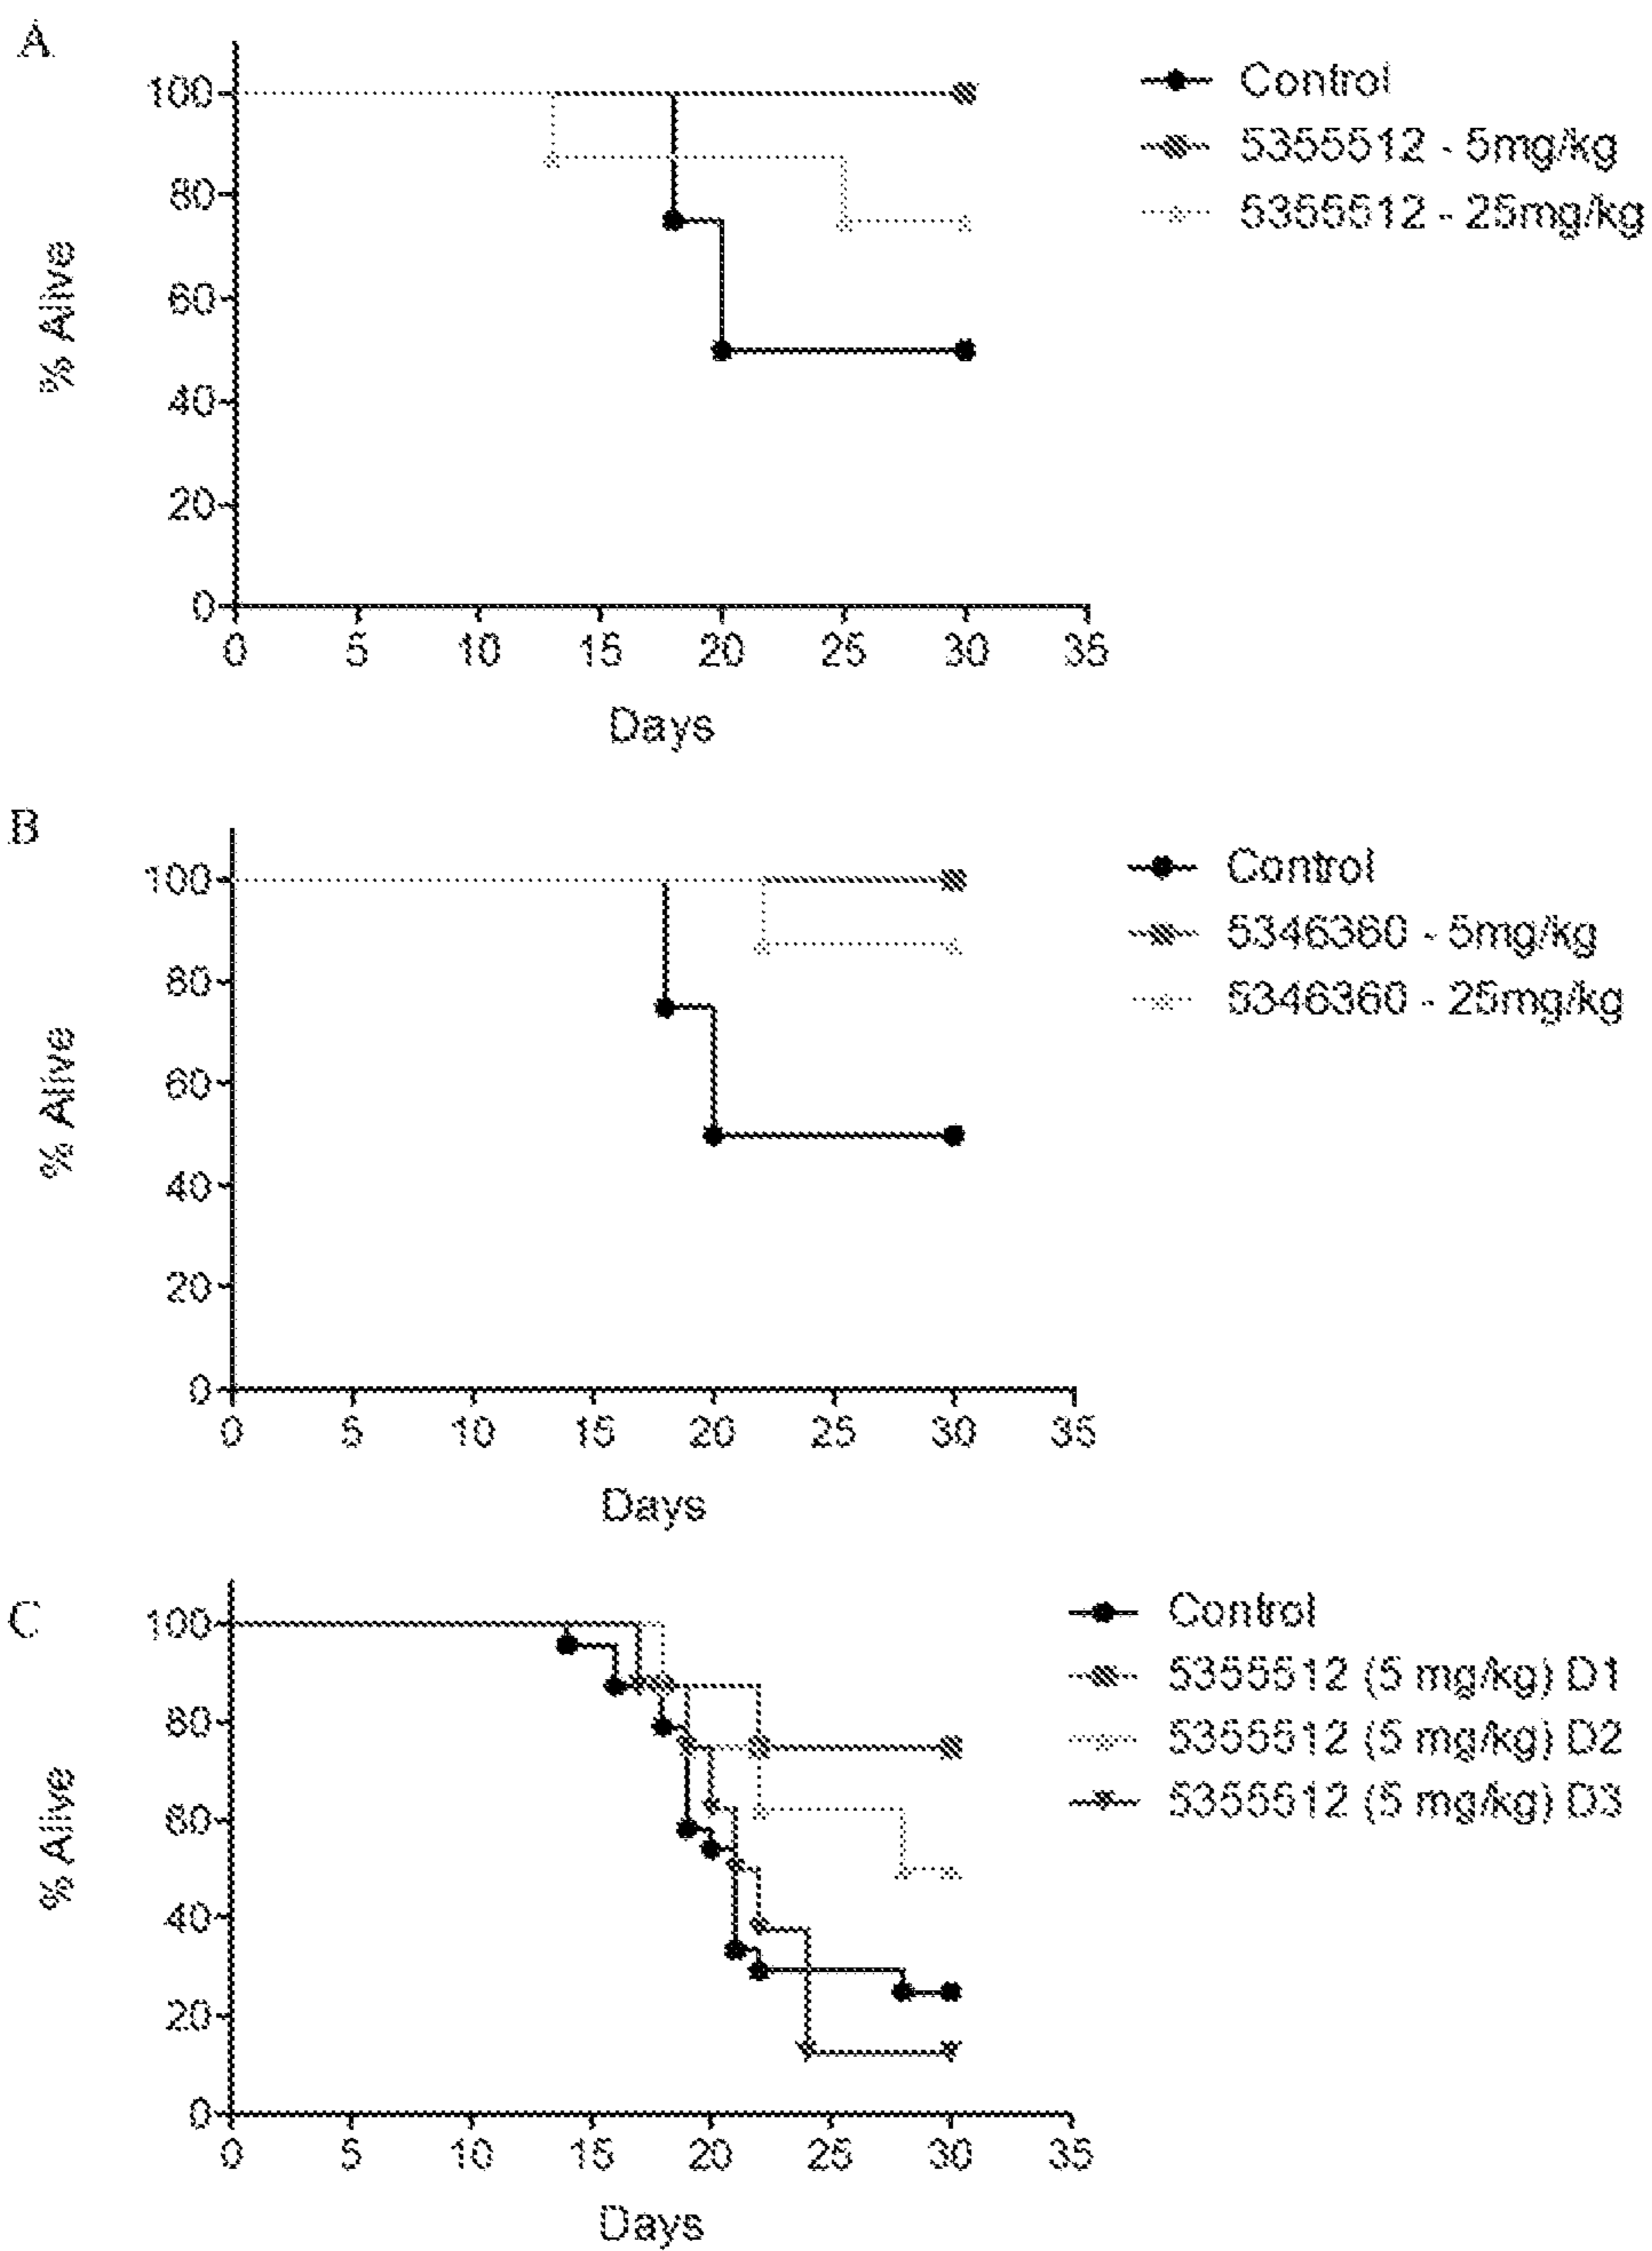 A
100
80
60
40
20
0
0 5 10 15 20 25 30 35
% Alive
Days
Control
5355512 - 5mg/kg
5355512 - 25mg/kg
B
100
80
60
40
20
0
0 5 10 15 20 25 30 35
% Alive
Days
Control
5346360 - 5mg/kg
5346360 - 25mg/kg
C
100
80
60
40
20
0
0 5 10 15 20 25 30 35
% Alive
Days
Control
5355512 (5 mg/kg) D1
5355512 (5 mg/kg) D2
5355512 (5 mg/kg) D3